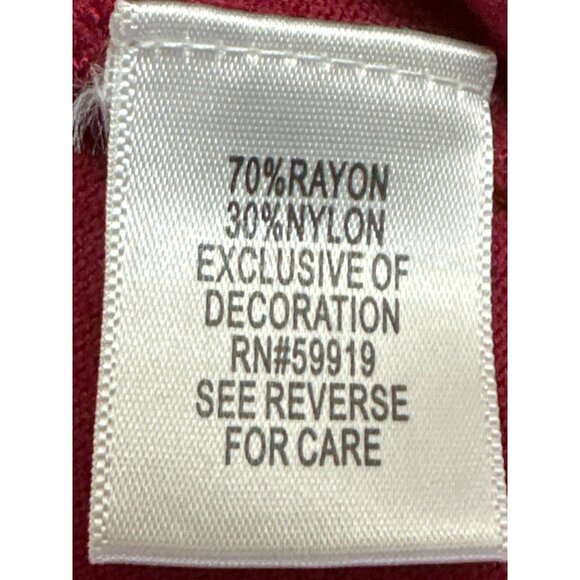 70%RAYON
30%NYLON
EXCLUSIVE OF
DECORATION
RN#59919
SEE REVERSE
FOR CARE